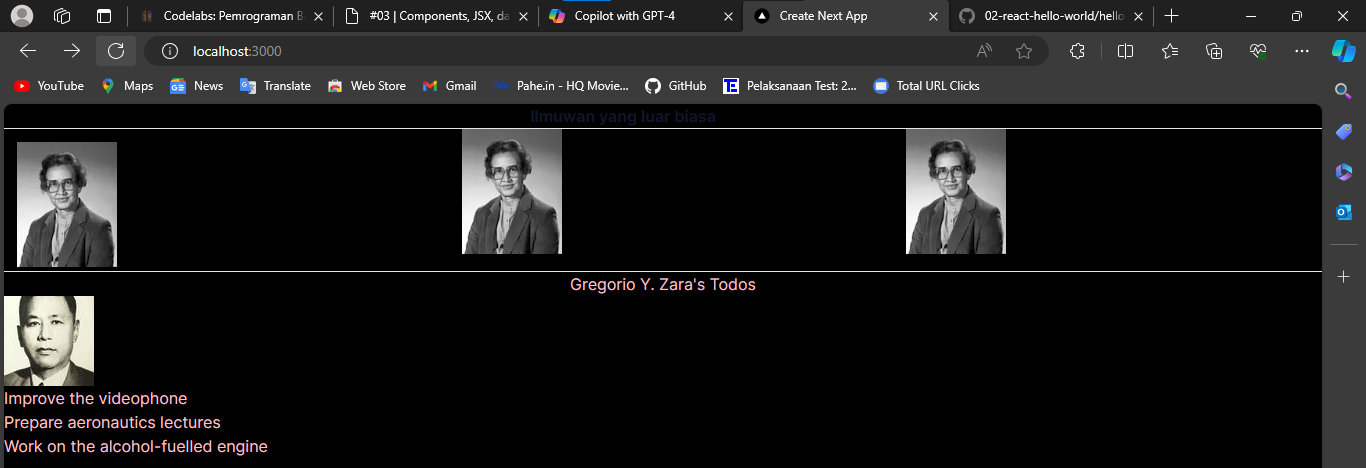 Codelabs: Pemrograman B
#03 | Components, JSX, da
Copilot with GPT-4
Create Next App
02-react-hello-world/hello
localhost:3000
YouTube
Maps
News
Translate
Web Store
Gmail
Pahe.in - HQ Movie...
GitHub
Pelaksanaan Test: 2...
Total URL Clicks
Ilmuwan yang luar biasa
Gregorio Y. Zara's Todos
Improve the videophone
Prepare aeronautics lectures
Work on the alcohol-fuelled engine